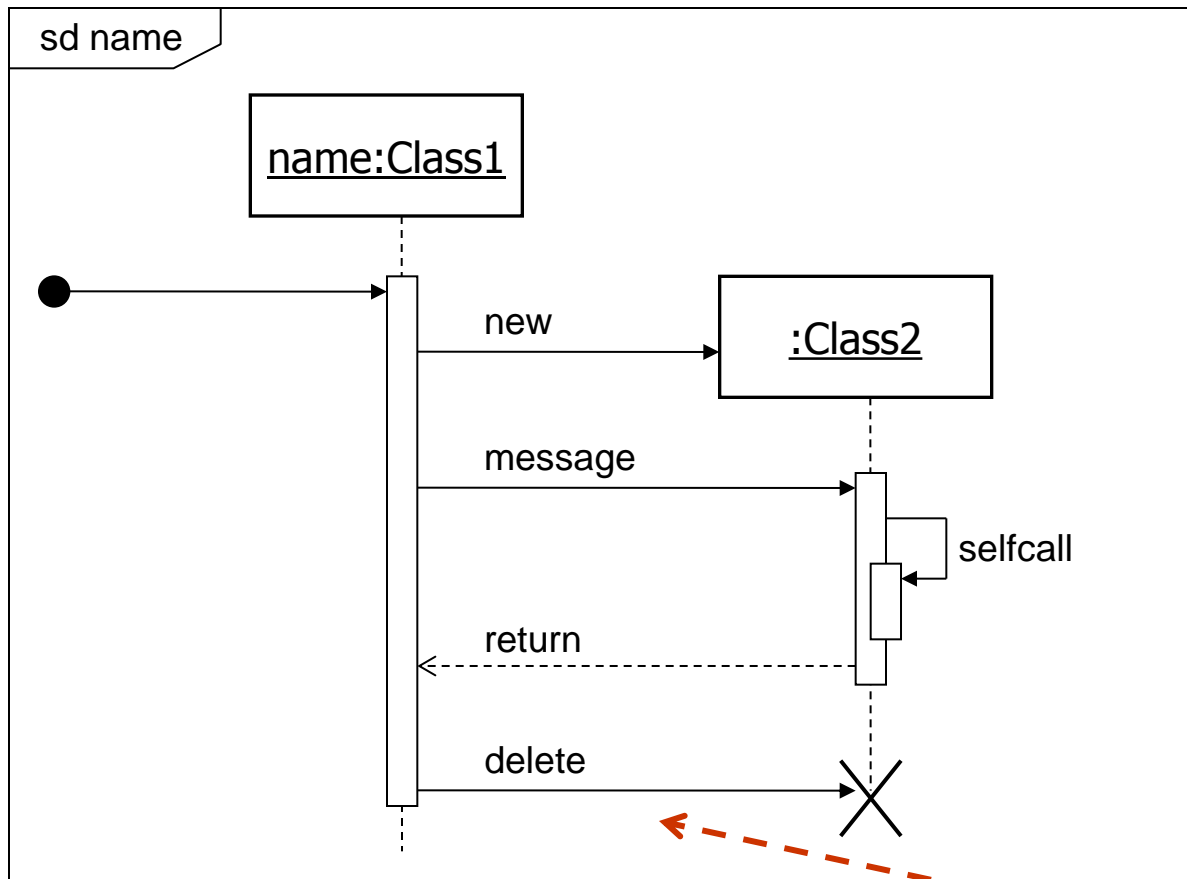 sd name
name:Class1
new
:Class2
message
selfcall
return
delete